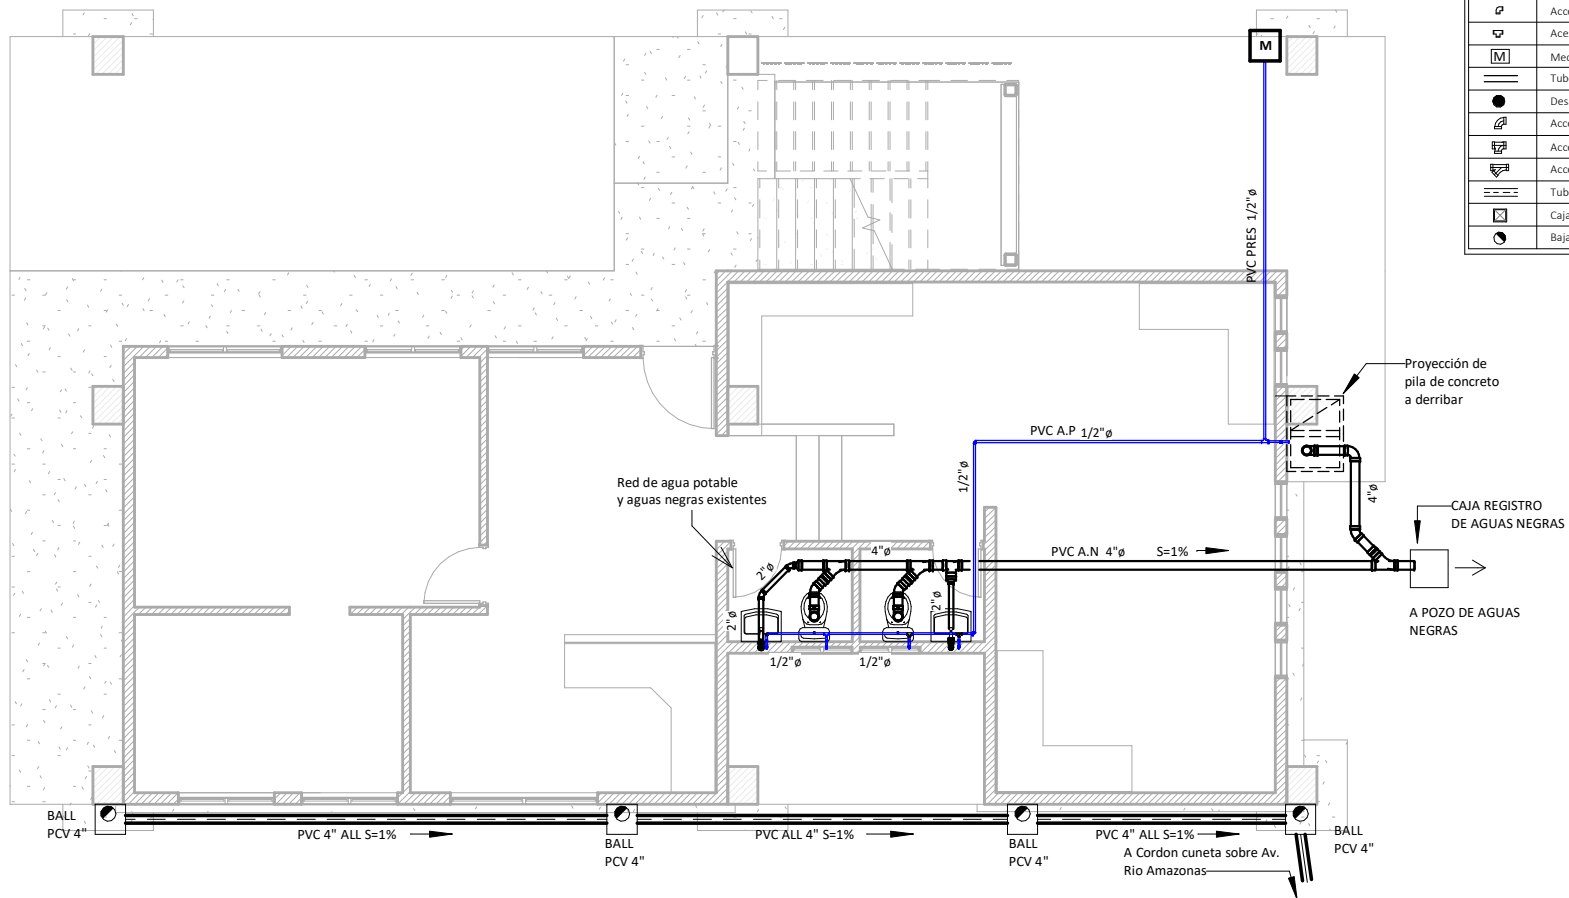 M
Acc
Ace
M
Med
Tub
Des
Acc
Acc
Acc
Tub
Caja
Baja
PVC PRES 1/2"ø
Proyección de
pila de concreto
a derribar
PVC A.P 1/2"ø
1/2"ø
Red de agua potable
y aguas negras existentes
4"ø
CAJA REGISTRO
DE AGUAS NEGRAS
4"ø
PVC A.N 4"ø S=1%
2"ø
2"ø
2"ø
A POZO DE AGUAS
NEGRAS
1/2"ø
1/2"ø
BALL
PCV 4"
PVC 4" ALL S=1%
BALL
PCV 4"
PVC ALL 4" S=1%
BALL
PCV 4"
PVC 4" ALL S=1%
BALL
PCV 4"
A Cordon cuneta sobre Av.
Rio Amazonas